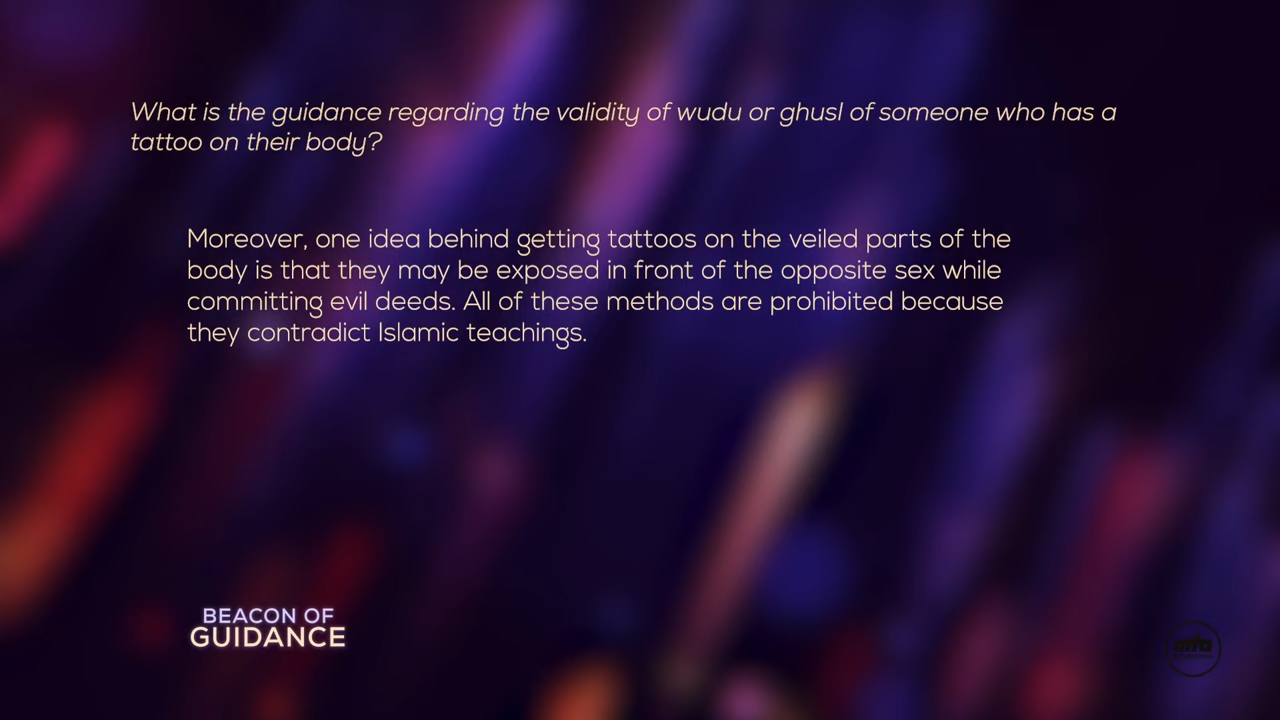 What is the guidance regarding the validity of wudu or ghusl of someone who has a
tattoo on their body?
Moreover, one idea behind getting tattoos on the veiled parts of the
body is that they may be exposed in front of the opposite sex while
committing evil deeds. All of these methods are prohibited because
they contradict Islamic teachings.
BEACON OF
GUIDANCE
mta